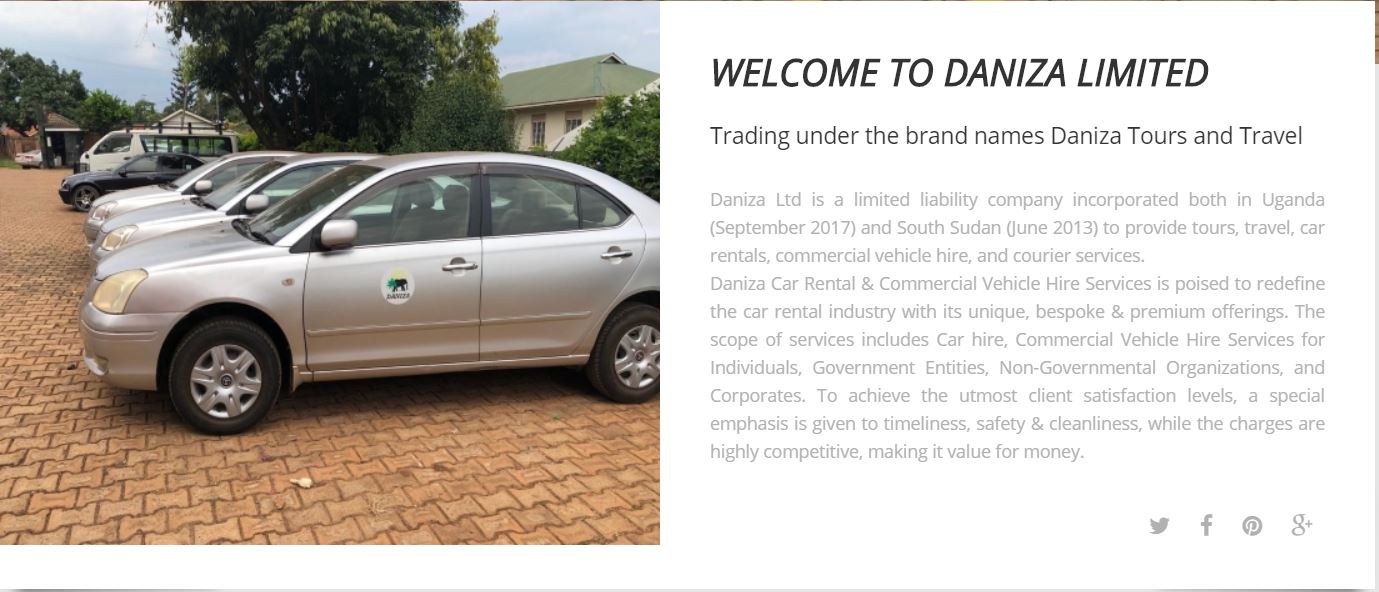 WELCOME TO DANIZA LIMITED
Trading under the brand names Daniza Tours and Travel
Daniza Ltd is a limited liability company incorporated both in Uganda
(September 2017) and South Sudan (June 2013) to provide tours, travel, car
rentals, commercial vehicle hire, and courier services.
Daniza Car Rental & Commercial Vehicle Hire Services is poised to redefine
the car rental industry with its unique, bespoke & premium offerings. The
scope of services includes Car hire, Commercial Vehicle Hire Services for
Individuals, Government Entities, Non-Governmental Organizations, and
Corporates. To achieve the utmost client satisfaction levels, a special
emphasis is given to timeliness, safety & cleanliness, while the charges are
highly competitive, making it value for money.
DANIZA